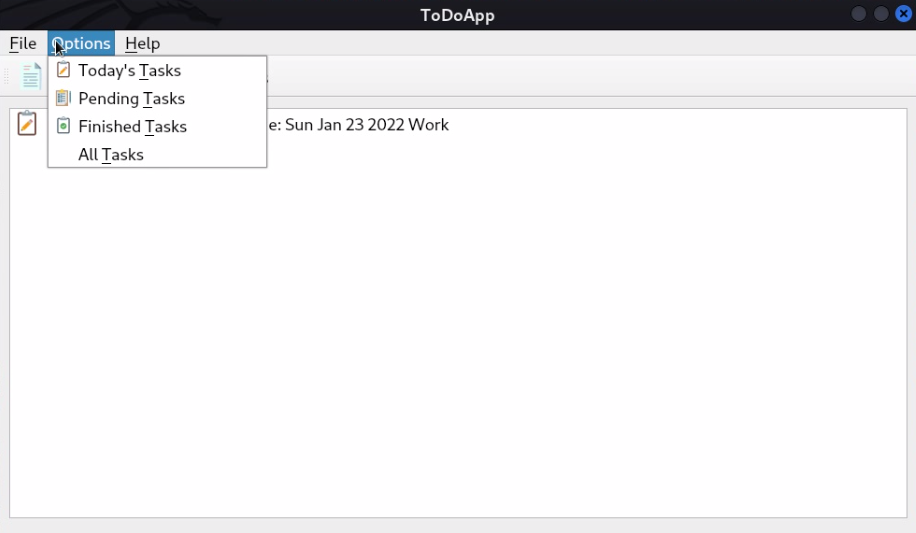 ToDoApp
File Options Help
Today's Tasks
Pending Tasks
Finished Tasks
All Tasks
e: Sun Jan 23 2022 Work